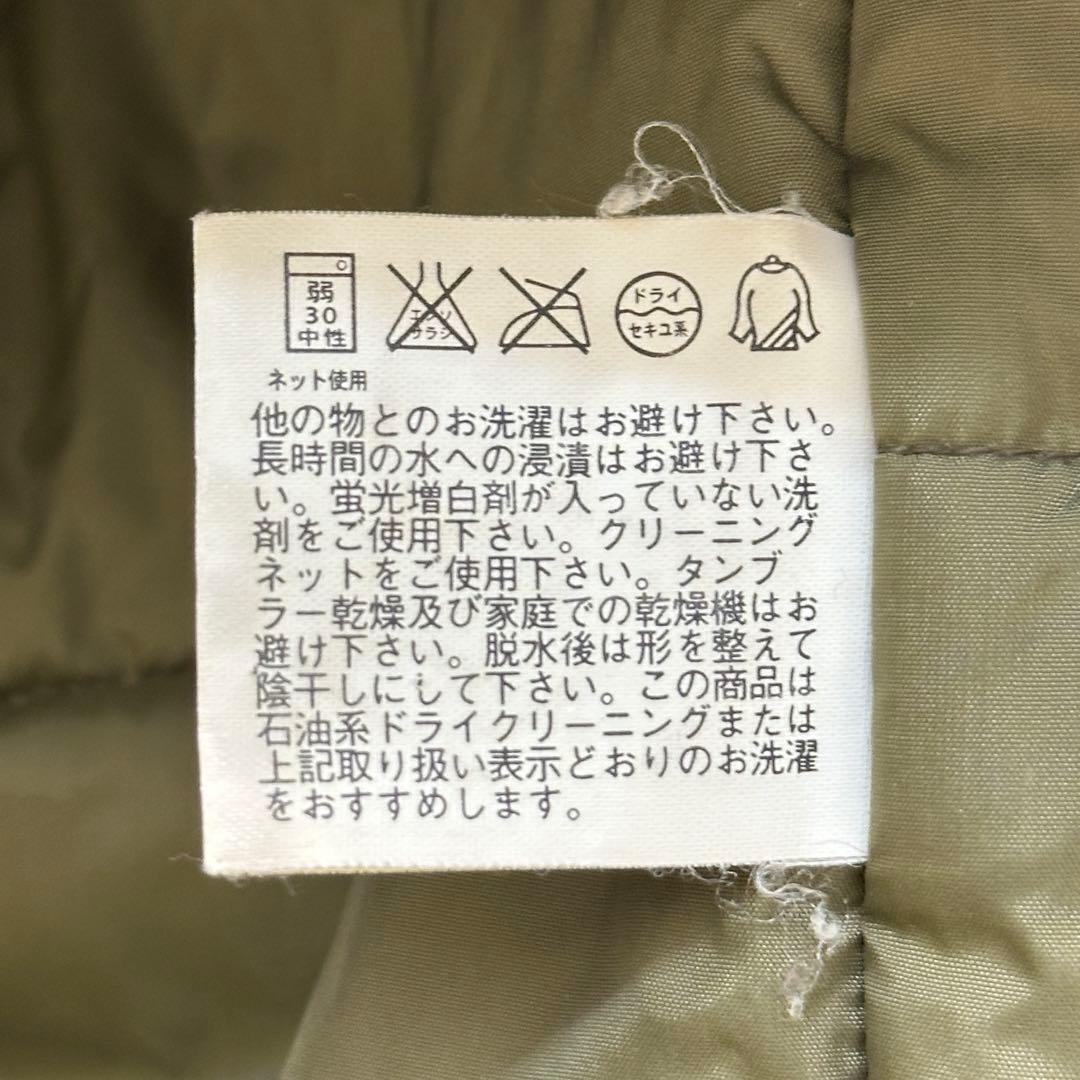 弱
30
中性
エンソ
サラシ
ドライ
セキユ系
ネット使用
他の物とのお洗濯はお避け下さい。
長時間の水への浸漬はお避け下さ
い。蛍光増白剤が入っていない洗
剤をご使用下さい。クリーニング
ネットをご使用下さい。タンブ
ラー乾燥及び家庭での乾燥機はお
避け下さい。脱水後は形を整えて
陰干しにして下さい。この商品は
石油系ドライクリーニングまたは
上記取り扱い表示どおりのお洗濯
をおすすめします。